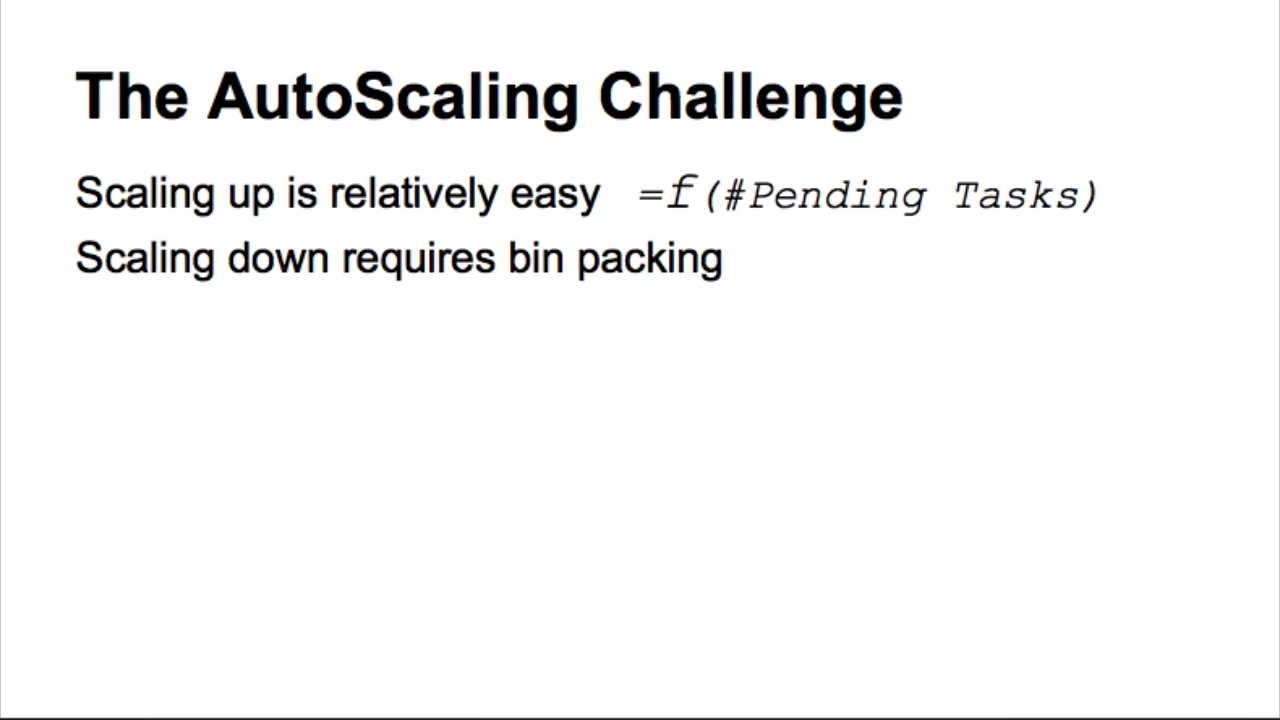 The AutoScaling Challenge
Scaling up is relatively easy =f(#Pending Tasks)
Scaling down requires bin packing